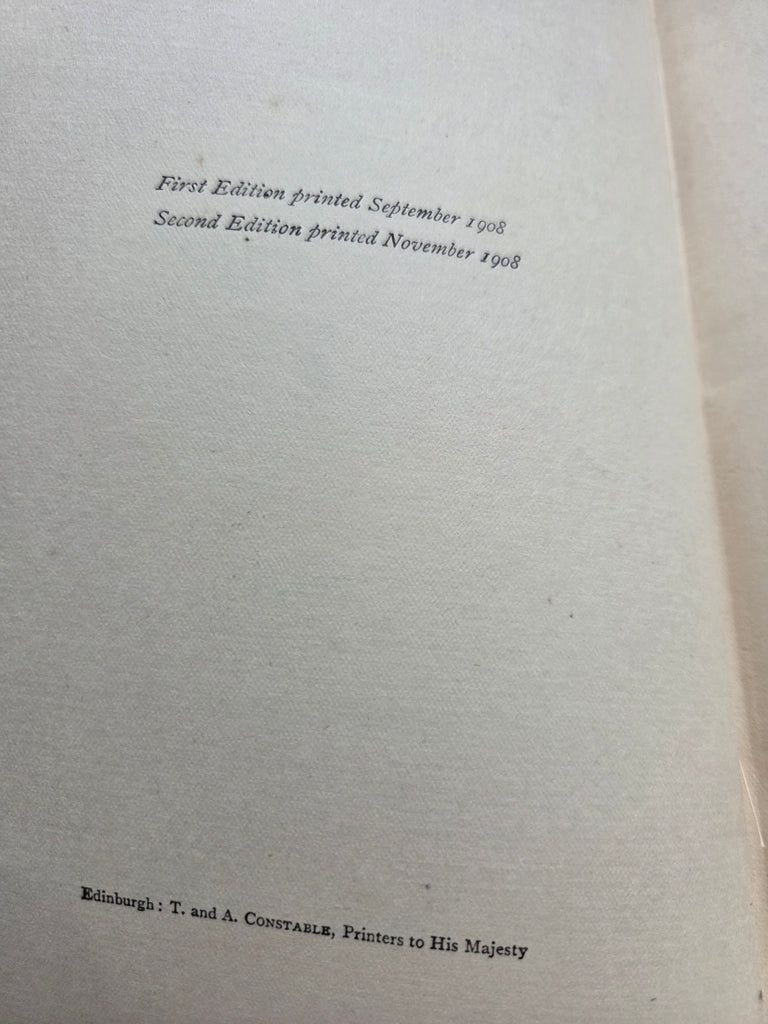 First Edition printed September 1908
Second Edition printed November 1908
Edinburgh: T. and A. CONSTABLE, Printers to His Majesty